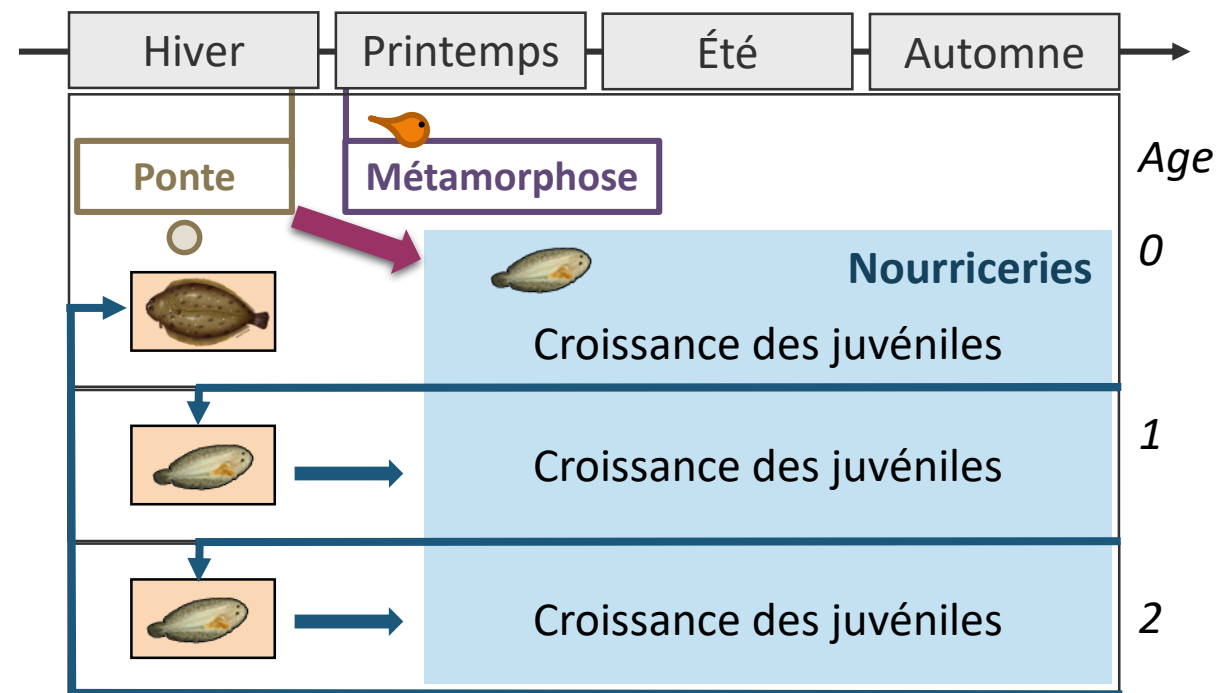 Hiver
Printemps
Été
Automne
Ponte
Métamorphose
Age
0
Nourriceries
Croissance des juvéniles
1
Croissance des juvéniles
2
Croissance des juvéniles